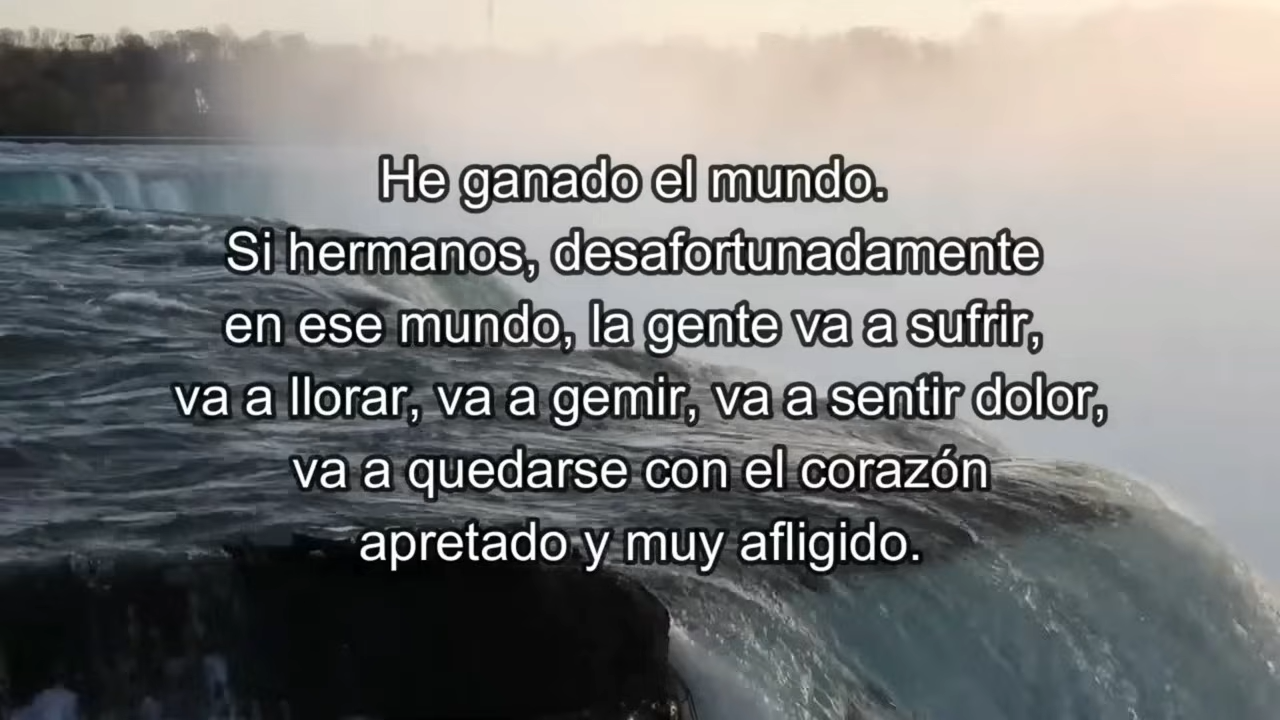 He ganado el mundo.
Si hermanos, desafortunadamente
en ese mundo, la gente va a sufrir,
va a llorar, va a gemir, va a sentir dolor,
va a quedarse con el corazón
apretado y muy afligido.